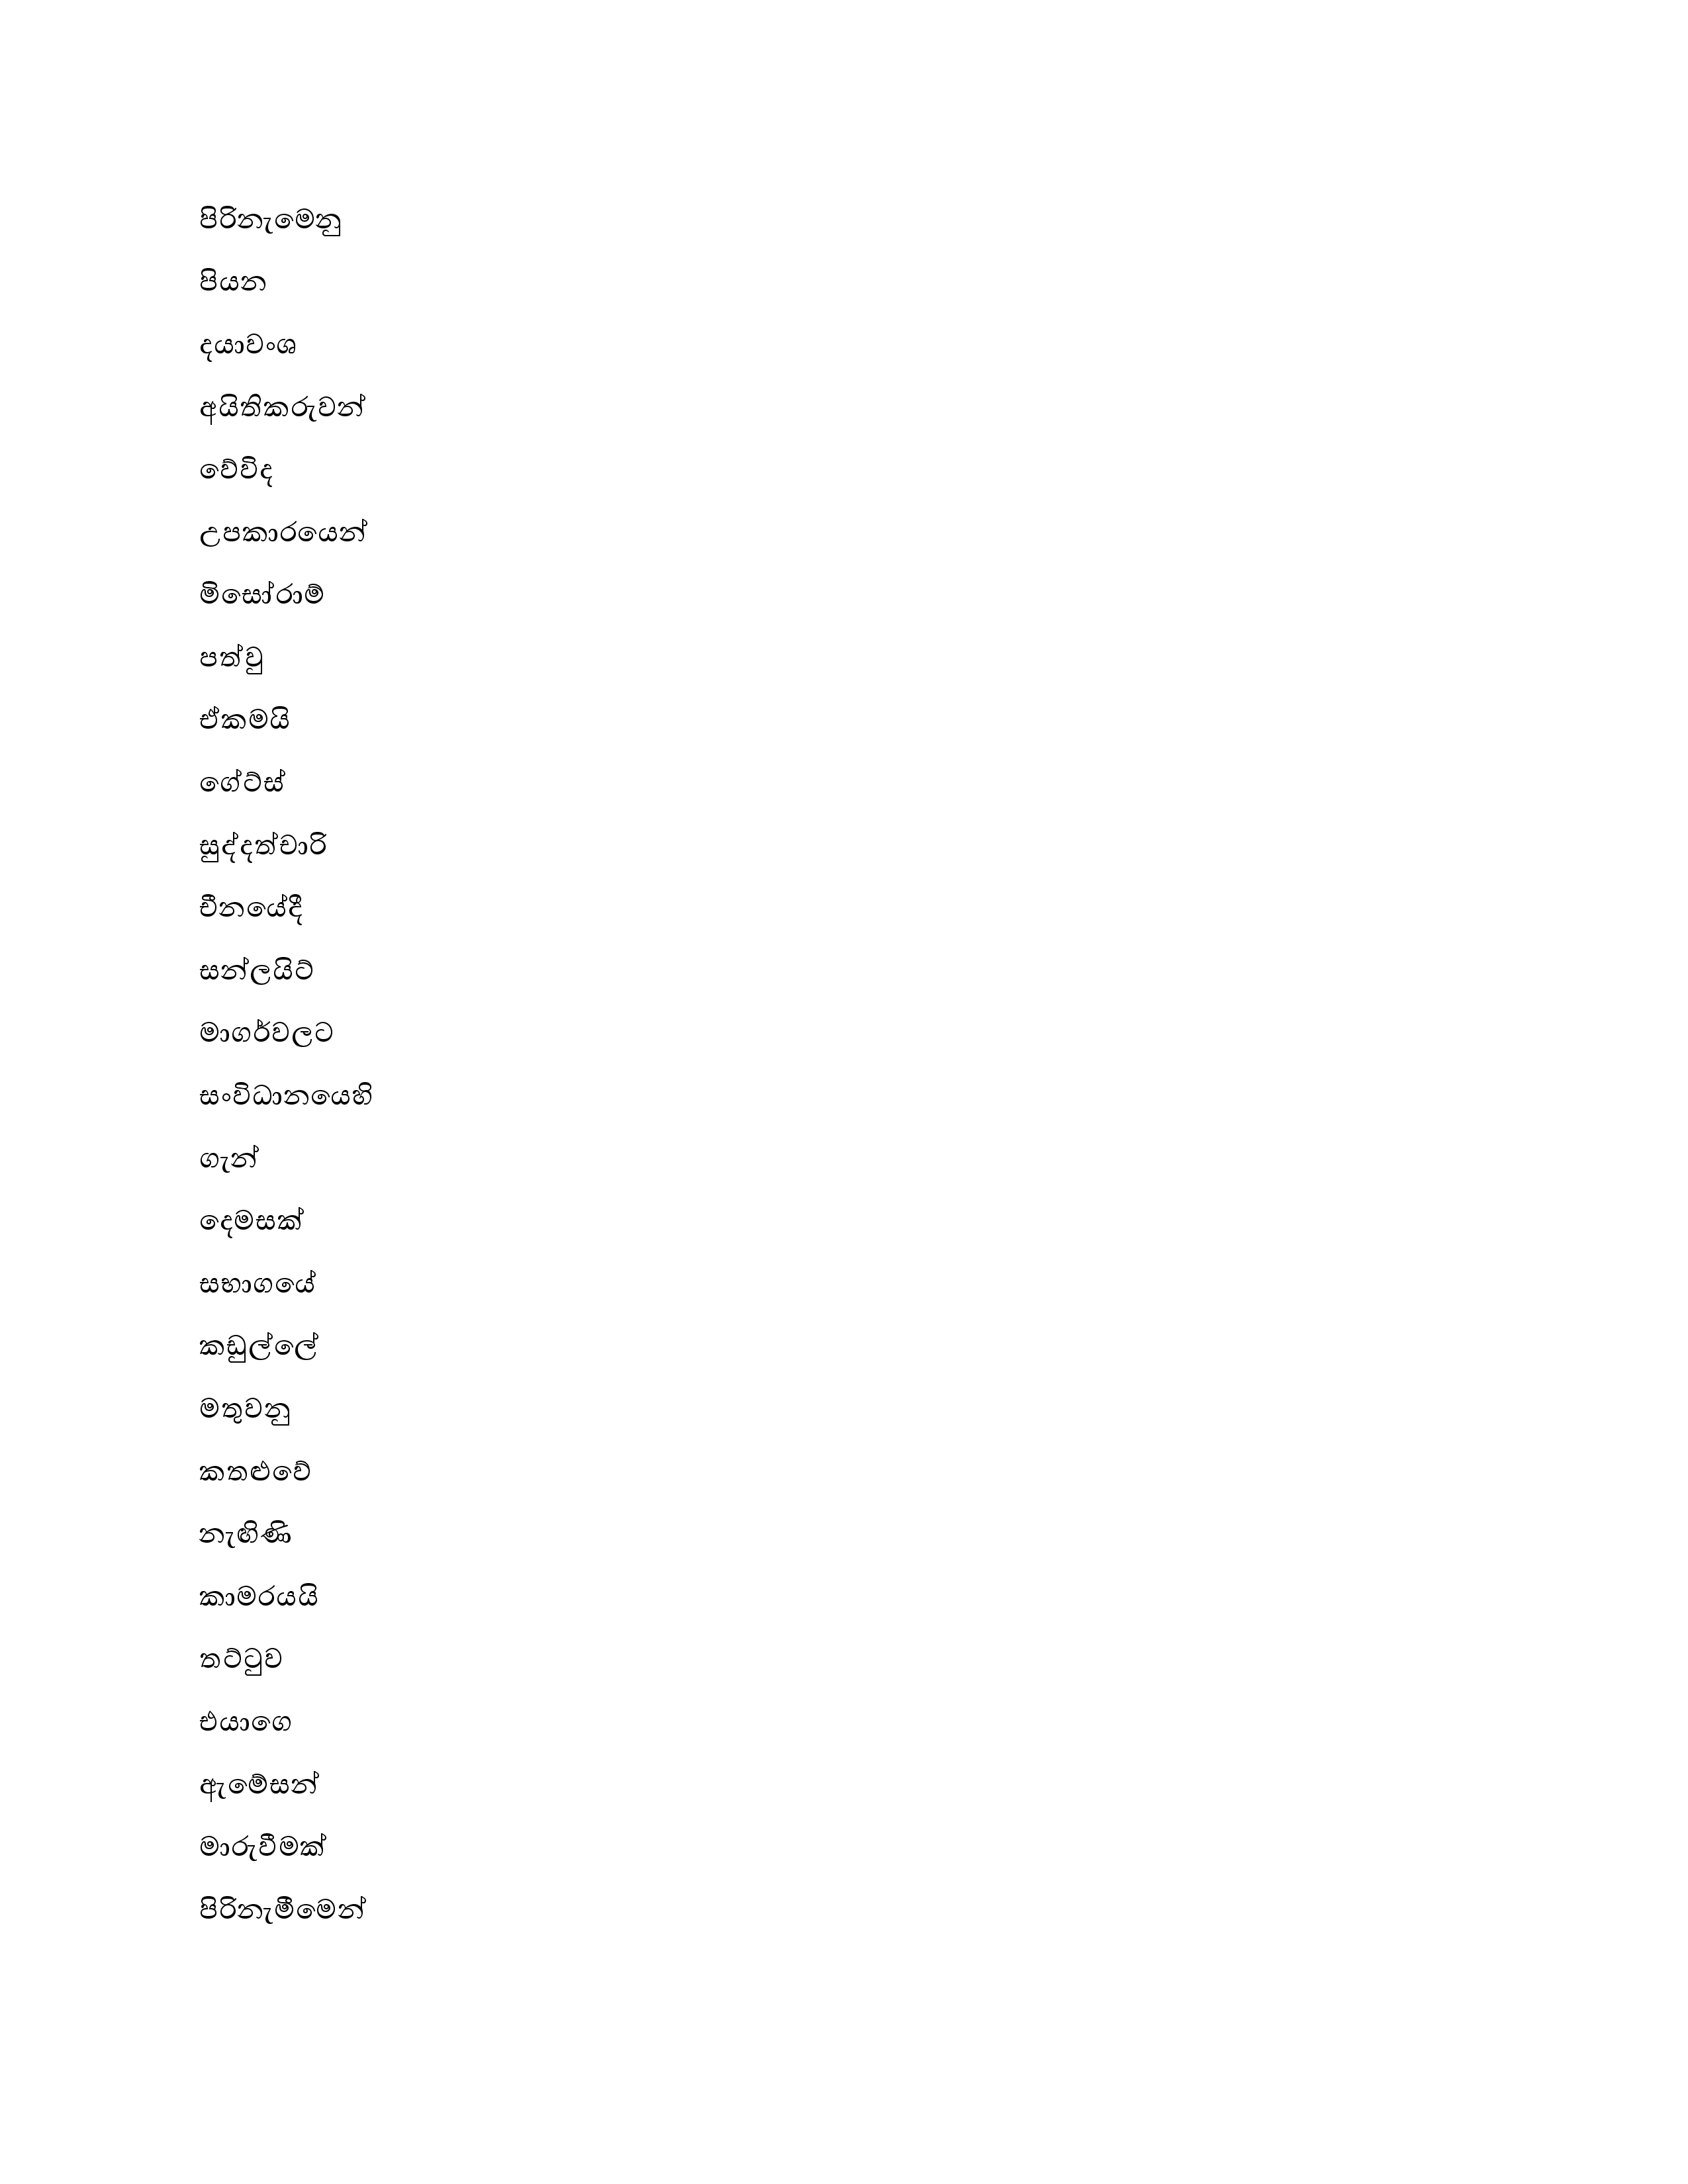 පිරිනැමෙනු
පියන
දයාවංශ
අයිතිකරුවන්
වේවිද
උපකාරයෙන්
මිසෝරාම්
පත්වු
ඒකමයි
ගේට්ස්
සුද්දත්චාරි
චීනයේදී
සන්ලයිට්
මාගර්වලට
සංවිධානයෙහි
ගැන්
දෙමසක්
සභාගයේ
කඩුල්ලේ
මතුවනු
කතළුවේ
නැඟිණි
කාමරයයි
තට්ටුව
එයාගෙ
ඇමේසන්
මාරුවීමක්
පිරිනැමීමෙන්